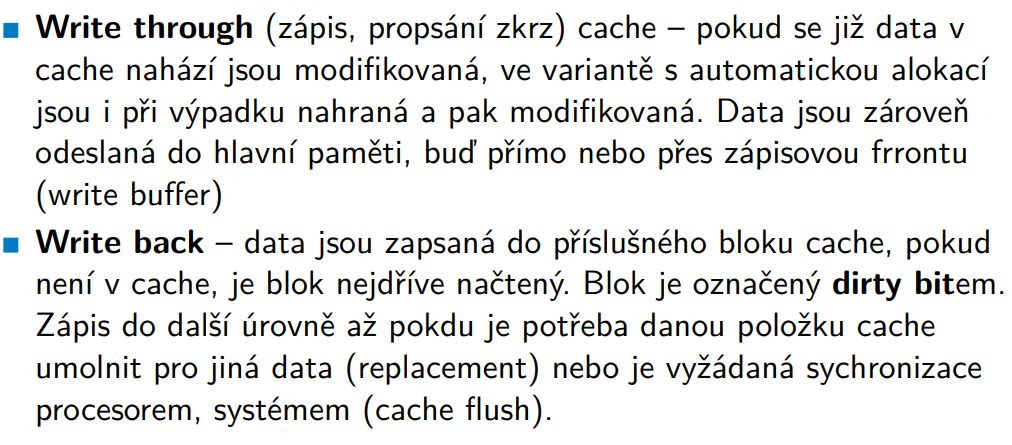 Write through (zápis, propsání zkrz) cache – pokud se již data v
cache nahází jsou modifikovaná, ve variantě s automatickou alokací
jsou i při výpadku nahraná a pak modifikovaná. Data jsou zároveň
odeslaná do hlavní paměti, buď přímo nebo přes zápisovou frrontu
(write buffer)
Write back – data jsou zapsaná do příslušného bloku cache, pokud
není v cache, je blok nejdříve načtený. Blok je označený dirty bitem.
Zápis do další úrovně až pokdu je potřeba danou položku cache
umolnit pro jiná data (replacement) nebo je vyžádaná sychronizace
procesorem, systémem (cache flush).